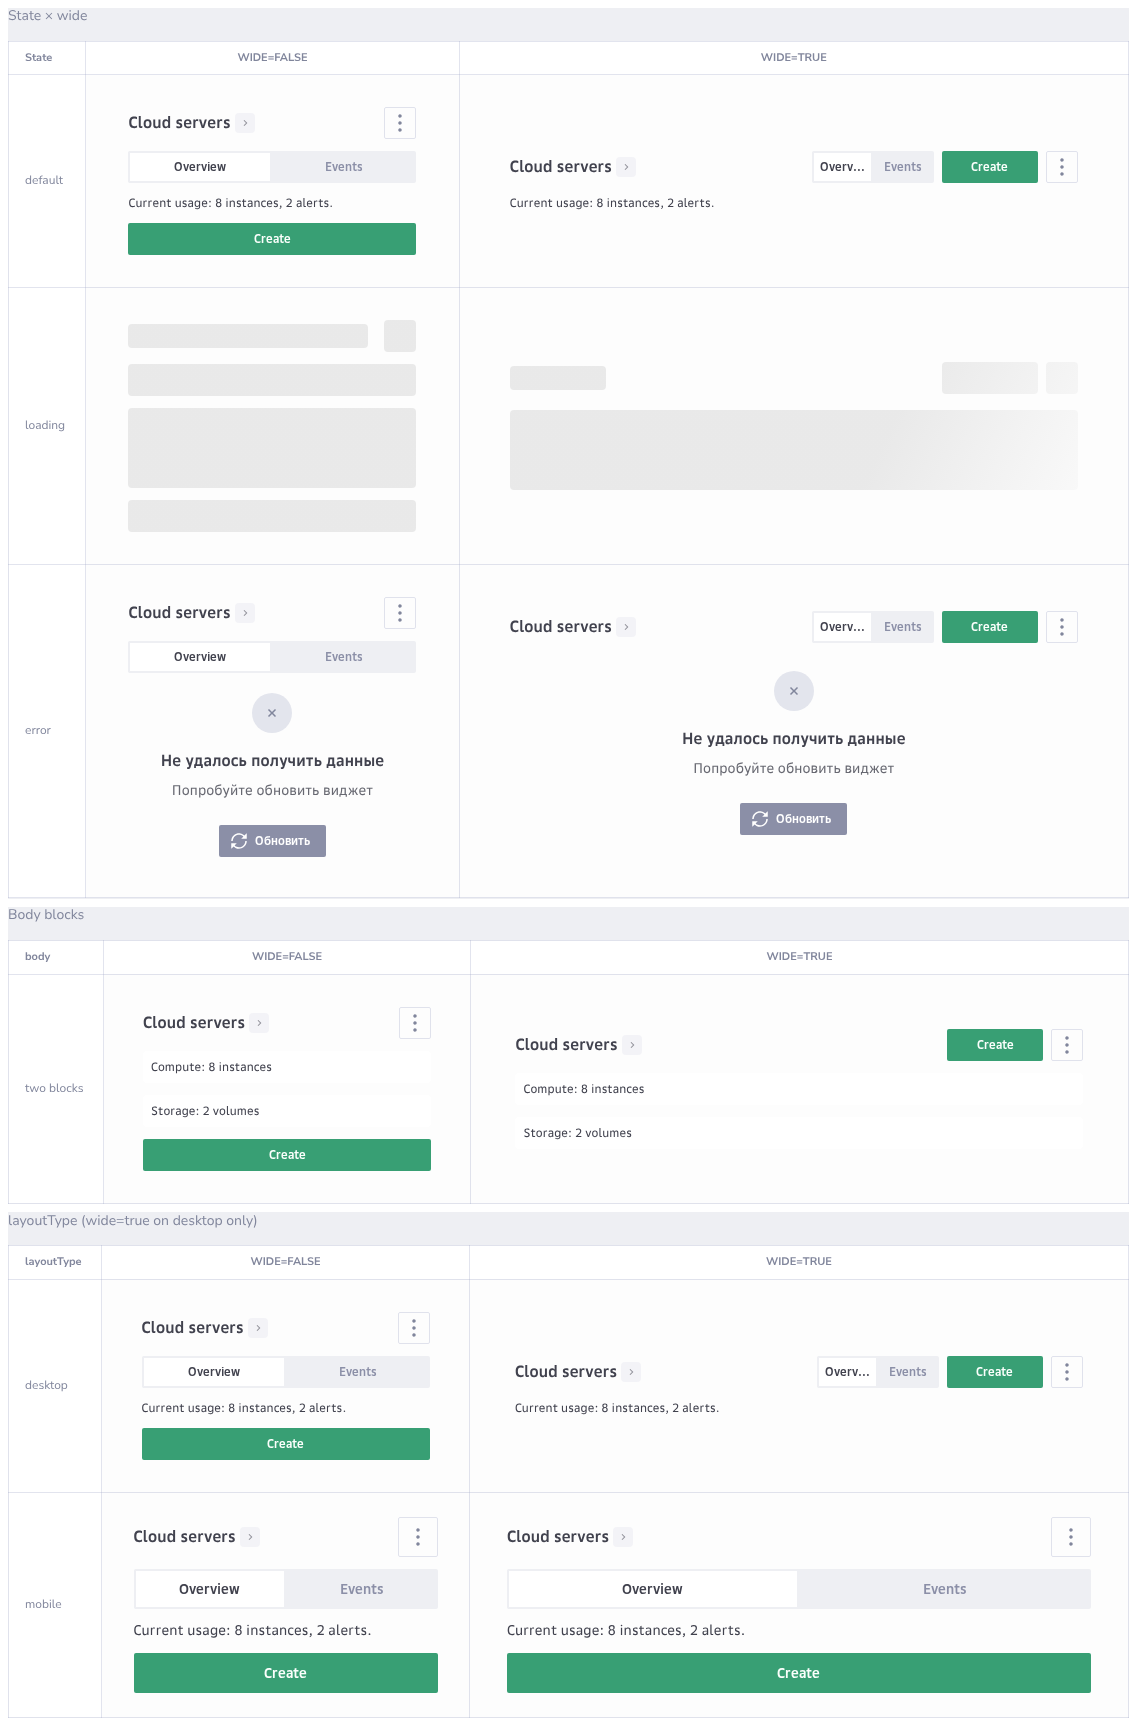 State × wide
State
WIDE=FALSE
WIDE=TRUE
default
Cloud servers
Overview
Events
Current usage: 8 instances, 2 alerts.
Create
Cloud servers
Overv...
Events
Create
Current usage: 8 instances, 2 alerts.
loading
error
Cloud servers
Overview
Events
Не удалось получить данные
Попробуйте обновить виджет
Обновить
Cloud servers
Overv...
Events
Create
Не удалось получить данные
Попробуйте обновить виджет
Обновить
Body blocks
body
WIDE=FALSE
WIDE=TRUE
two blocks
Cloud servers
Compute: 8 instances
Storage: 2 volumes
Create
Cloud servers
Create
Compute: 8 instances
Storage: 2 volumes
layoutType (wide=true on desktop only)
layoutType
WIDE=FALSE
WIDE=TRUE
desktop
Cloud servers
Overview
Events
Current usage: 8 instances, 2 alerts.
Create
Cloud servers
Overv...
Events
Create
Current usage: 8 instances, 2 alerts.
mobile
Cloud servers
Overview
Events
Current usage: 8 instances, 2 alerts.
Create
Cloud servers
Overview
Events
Current usage: 8 instances, 2 alerts.
Create